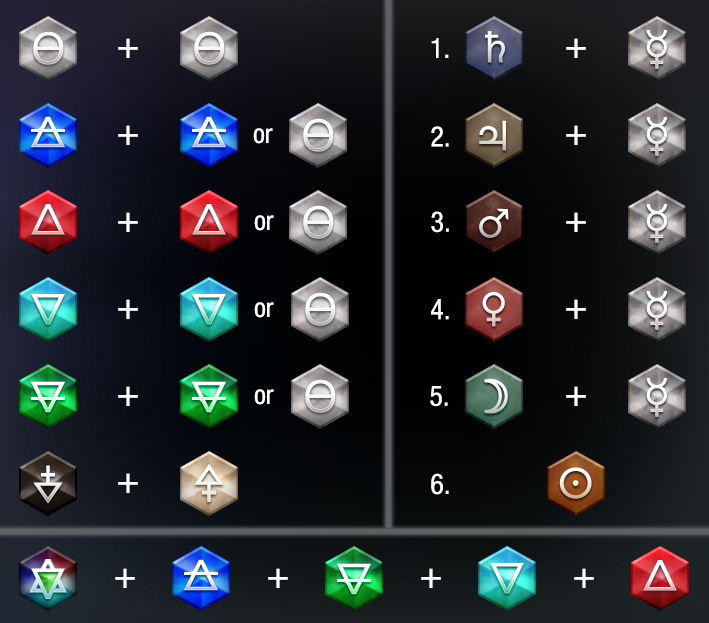 +
+ or
+ or
+ or
+ or
+
1. +
2. +
3. +
4. +
5. +
6.
+ + + +